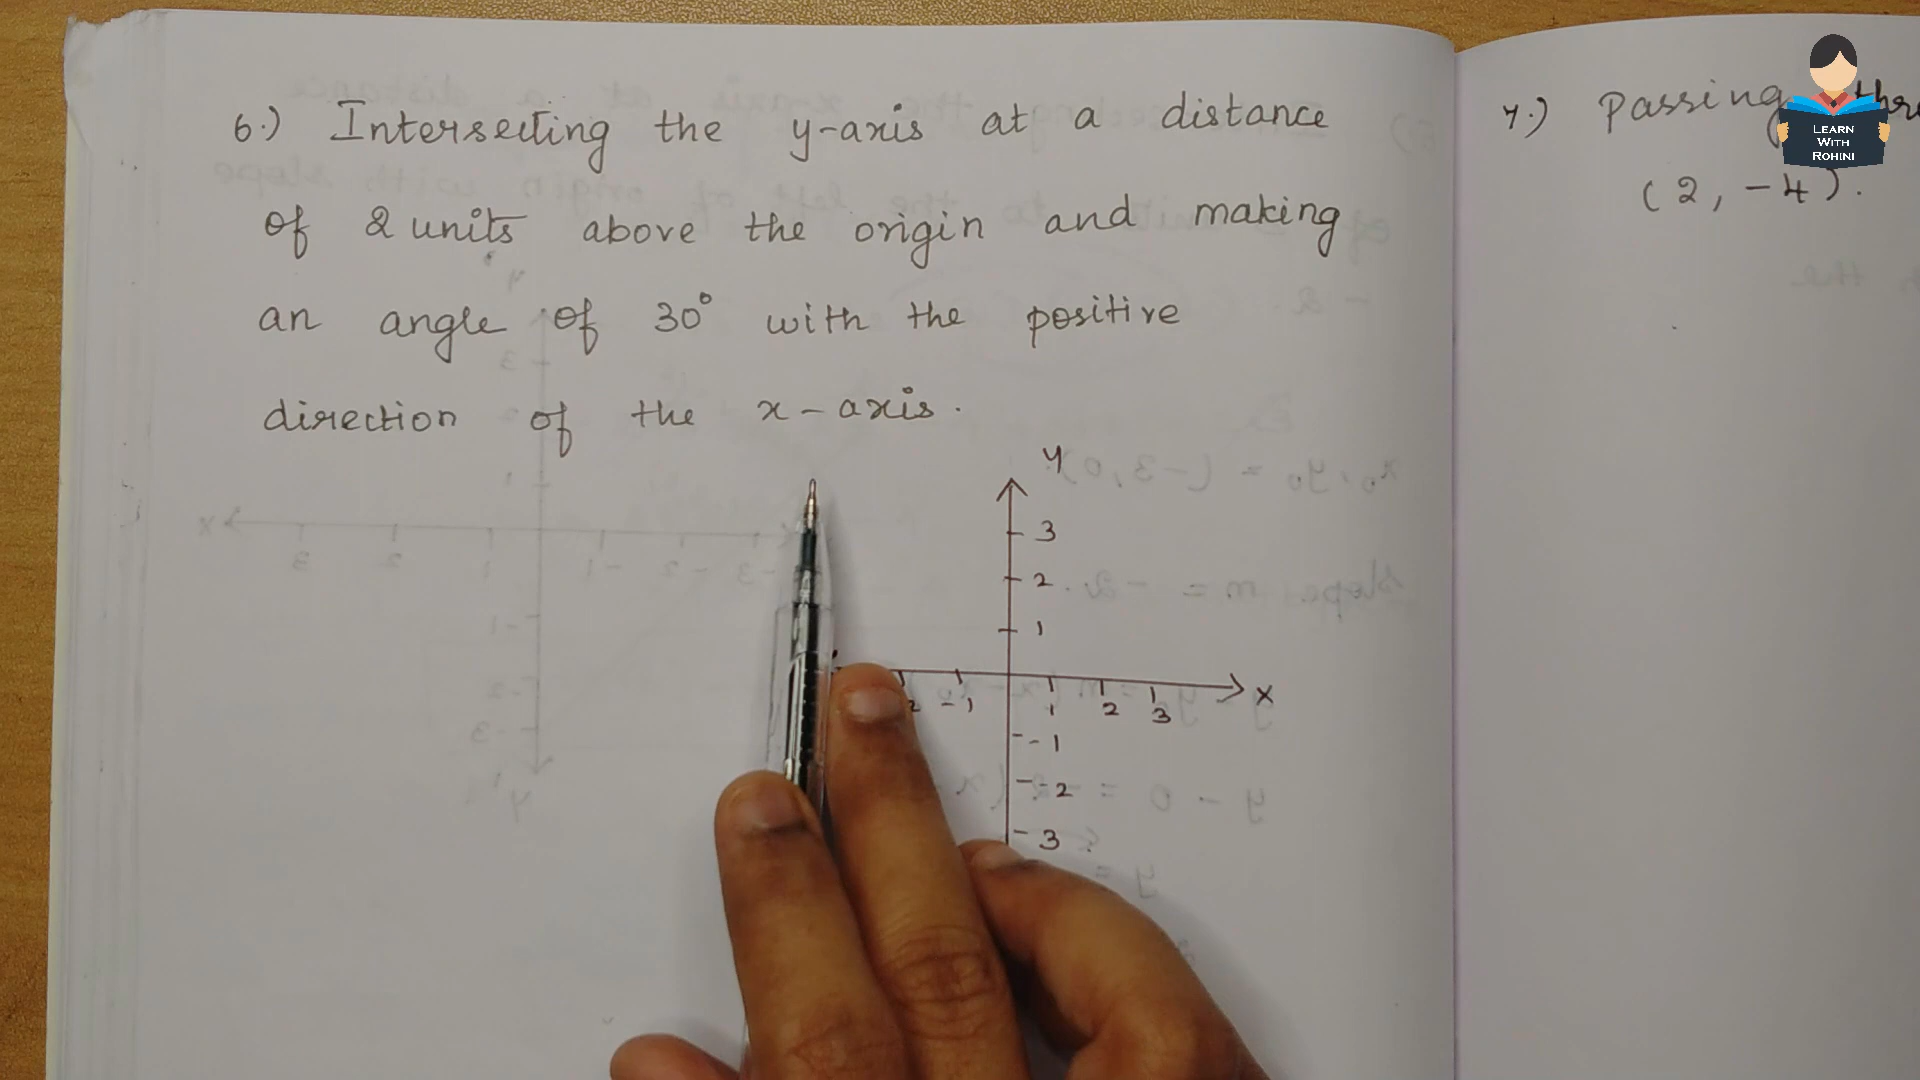 6.) Intersecting the y-axis at a distance
of 2 units above the origin and making
an angle of 30° with the positive
direction of the x-axis.
Y
3
2
1
-1 1 2 3 X
-1
-2
-3
7.) Passing
(2, -4).
LEARN
With
Rohini